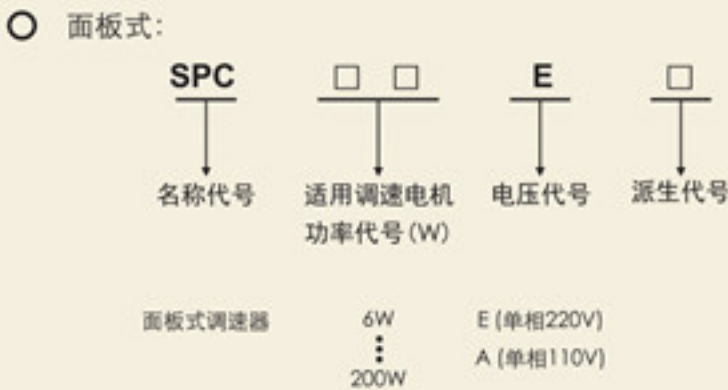 面板式:
SPC □ □ E □
名称代号 适用调速电机 电压代号 派生代号
功率代号(W)
面板式调速器 6W E (单相220V)
A (单相110V)
200W